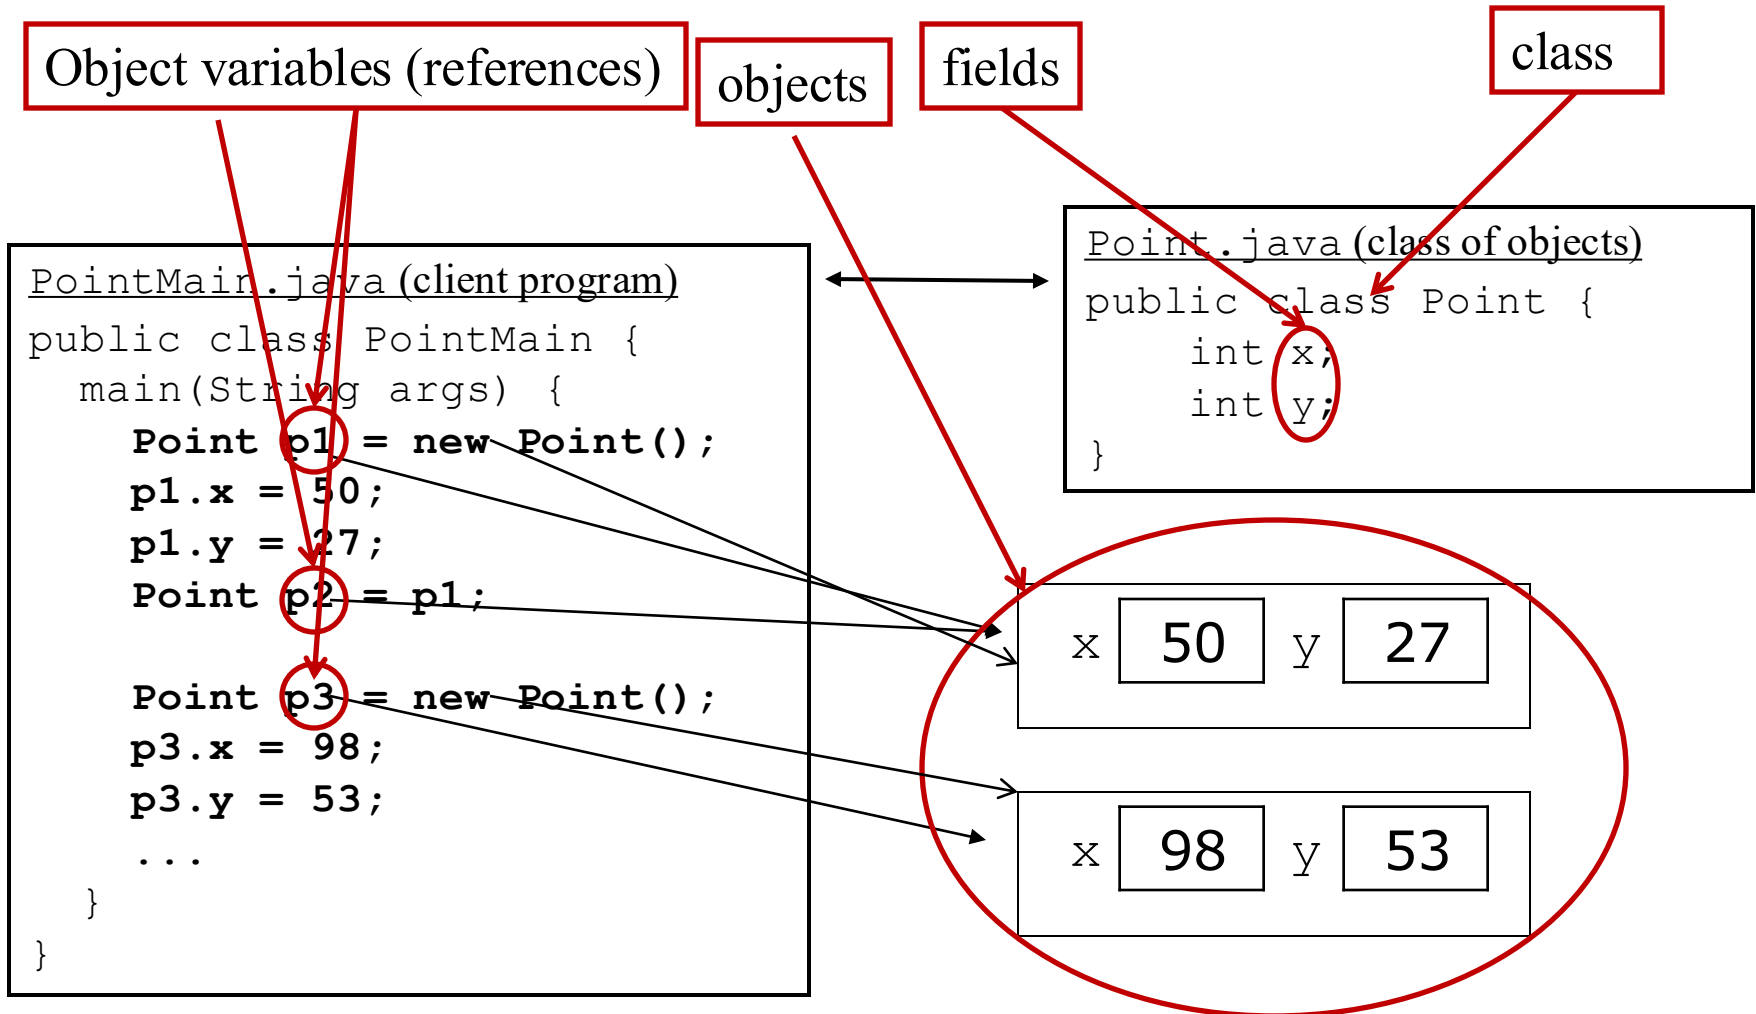 Object variables (references)
objects
fields
class
PointMain.java (client program)
public class PointMain {
main(String args) {
Point p1 = new Point();
p1.x = 50;
p1.y = 27;
Point p2 = p1;
Point p3 = new Point();
p3.x = 98;
p3.y = 53;
...
}
}
Point.java (class of objects)
public class Point {
int x;
int y;
}
x 50 y 27
x 98 y 53